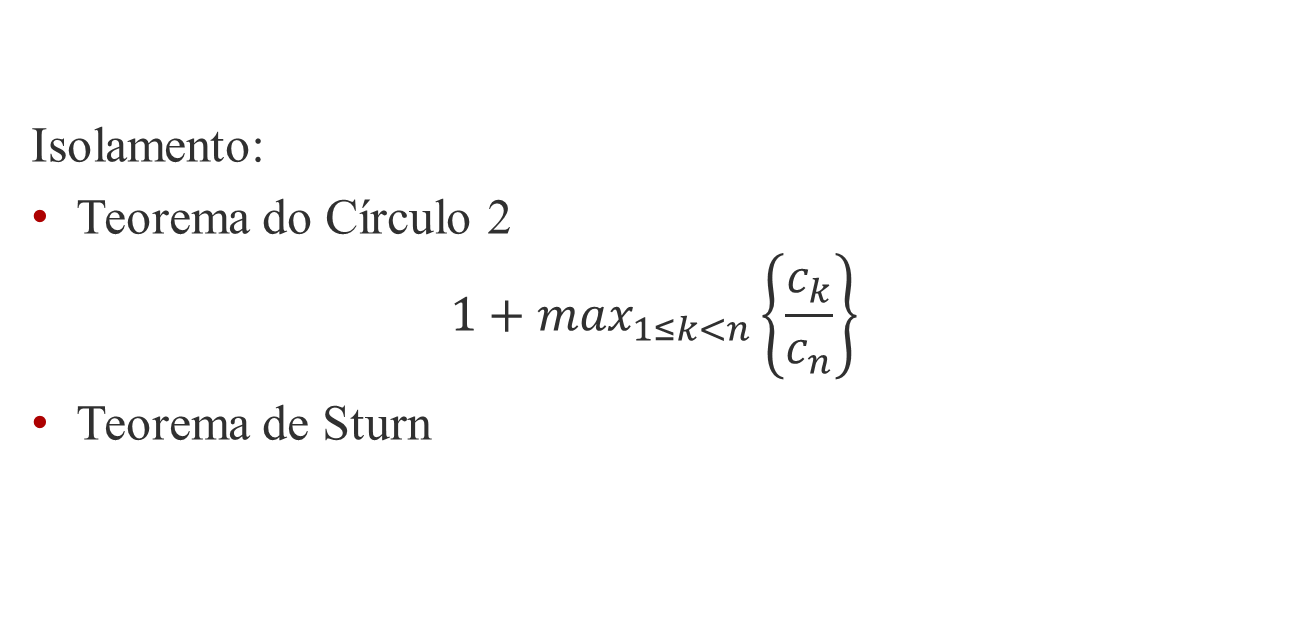 Isolamento:
• Teorema do Círculo 2
1 + max_{1≤k<n} {c_k/c_n}
• Teorema de Sturn